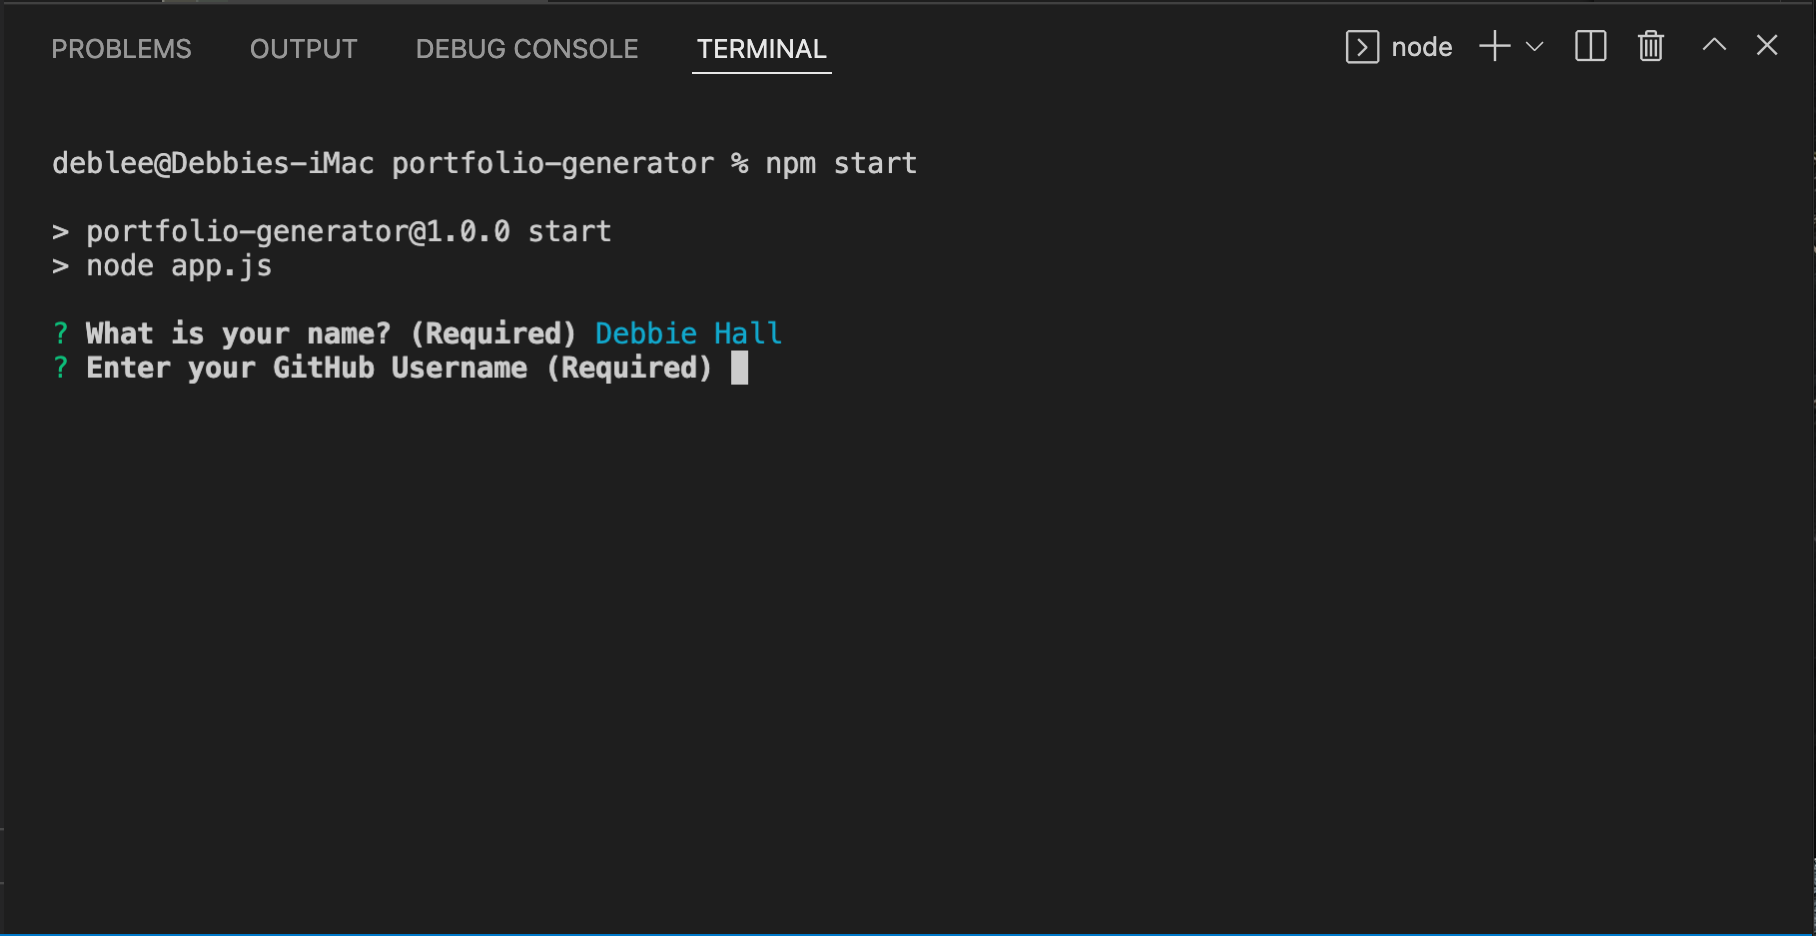 PROBLEMS OUTPUT DEBUG CONSOLE TERMINAL node
deblee@Debbies-iMac portfolio-generator % npm start
> portfolio-generator@1.0.0 start
> node app.js
? What is your name? (Required) Debbie Hall
? Enter your GitHub Username (Required)